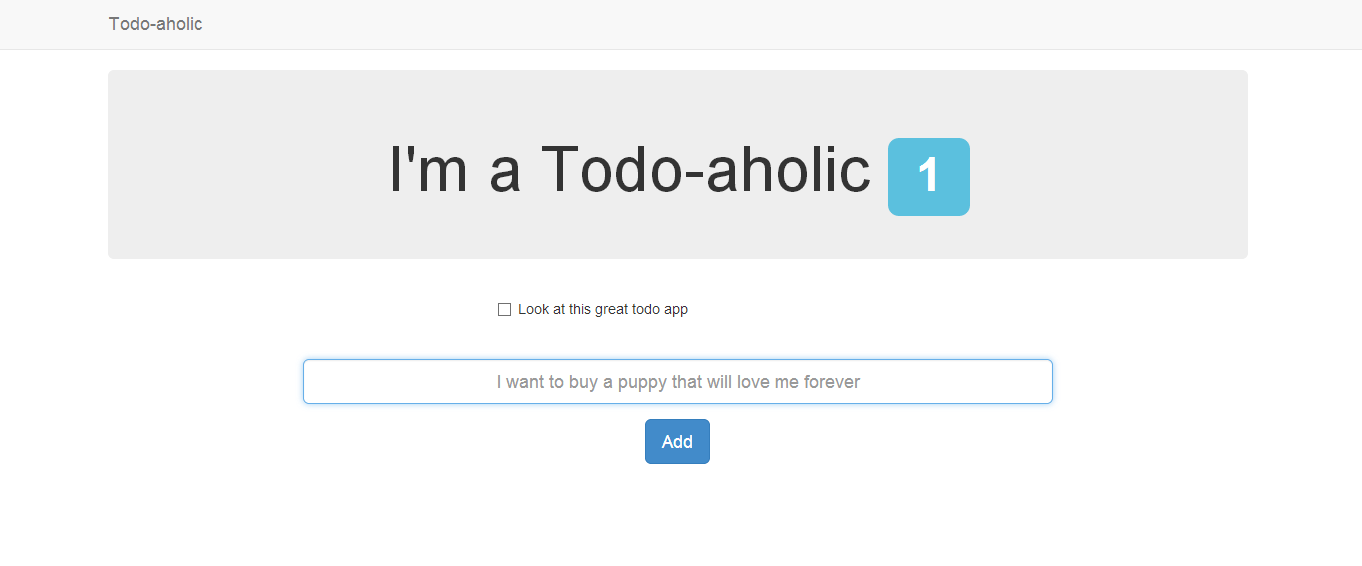 Todo-aholic
I'm a Todo-aholic 1
Look at this great todo app
I want to buy a puppy that will love me forever
Add